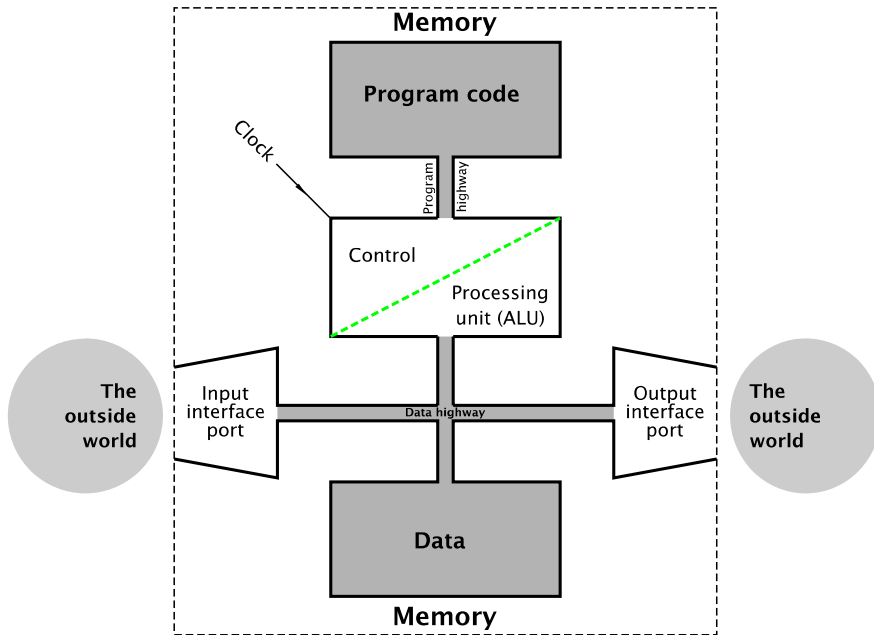 Memory
Program code
Clock
Program
highway
Control
Processing
unit (ALU)
The
outside
world
Input
interface
port
Data highway
Output
interface
port
The
outside
world
Data
Memory